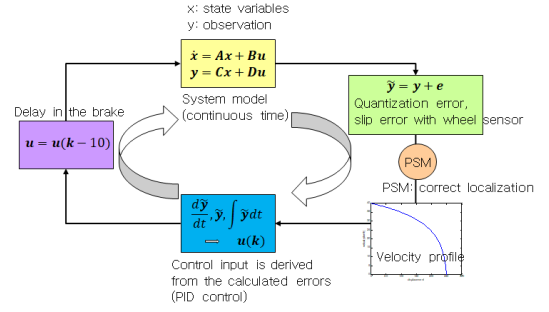 x: state variables
y: observation
ẋ = Ax + Bu
y = Cx + Du
System model
(continuous time)
ỹ = y + e
Quantization error,
slip error with wheel sensor
PSM
PSM: correct localization
Velocity profile
dỹ/dt, ỹ, ∫ ỹdt
u(k)
Control input is derived
from the calculated errors
(PID control)
Delay in the brake
u = u(k − 10)